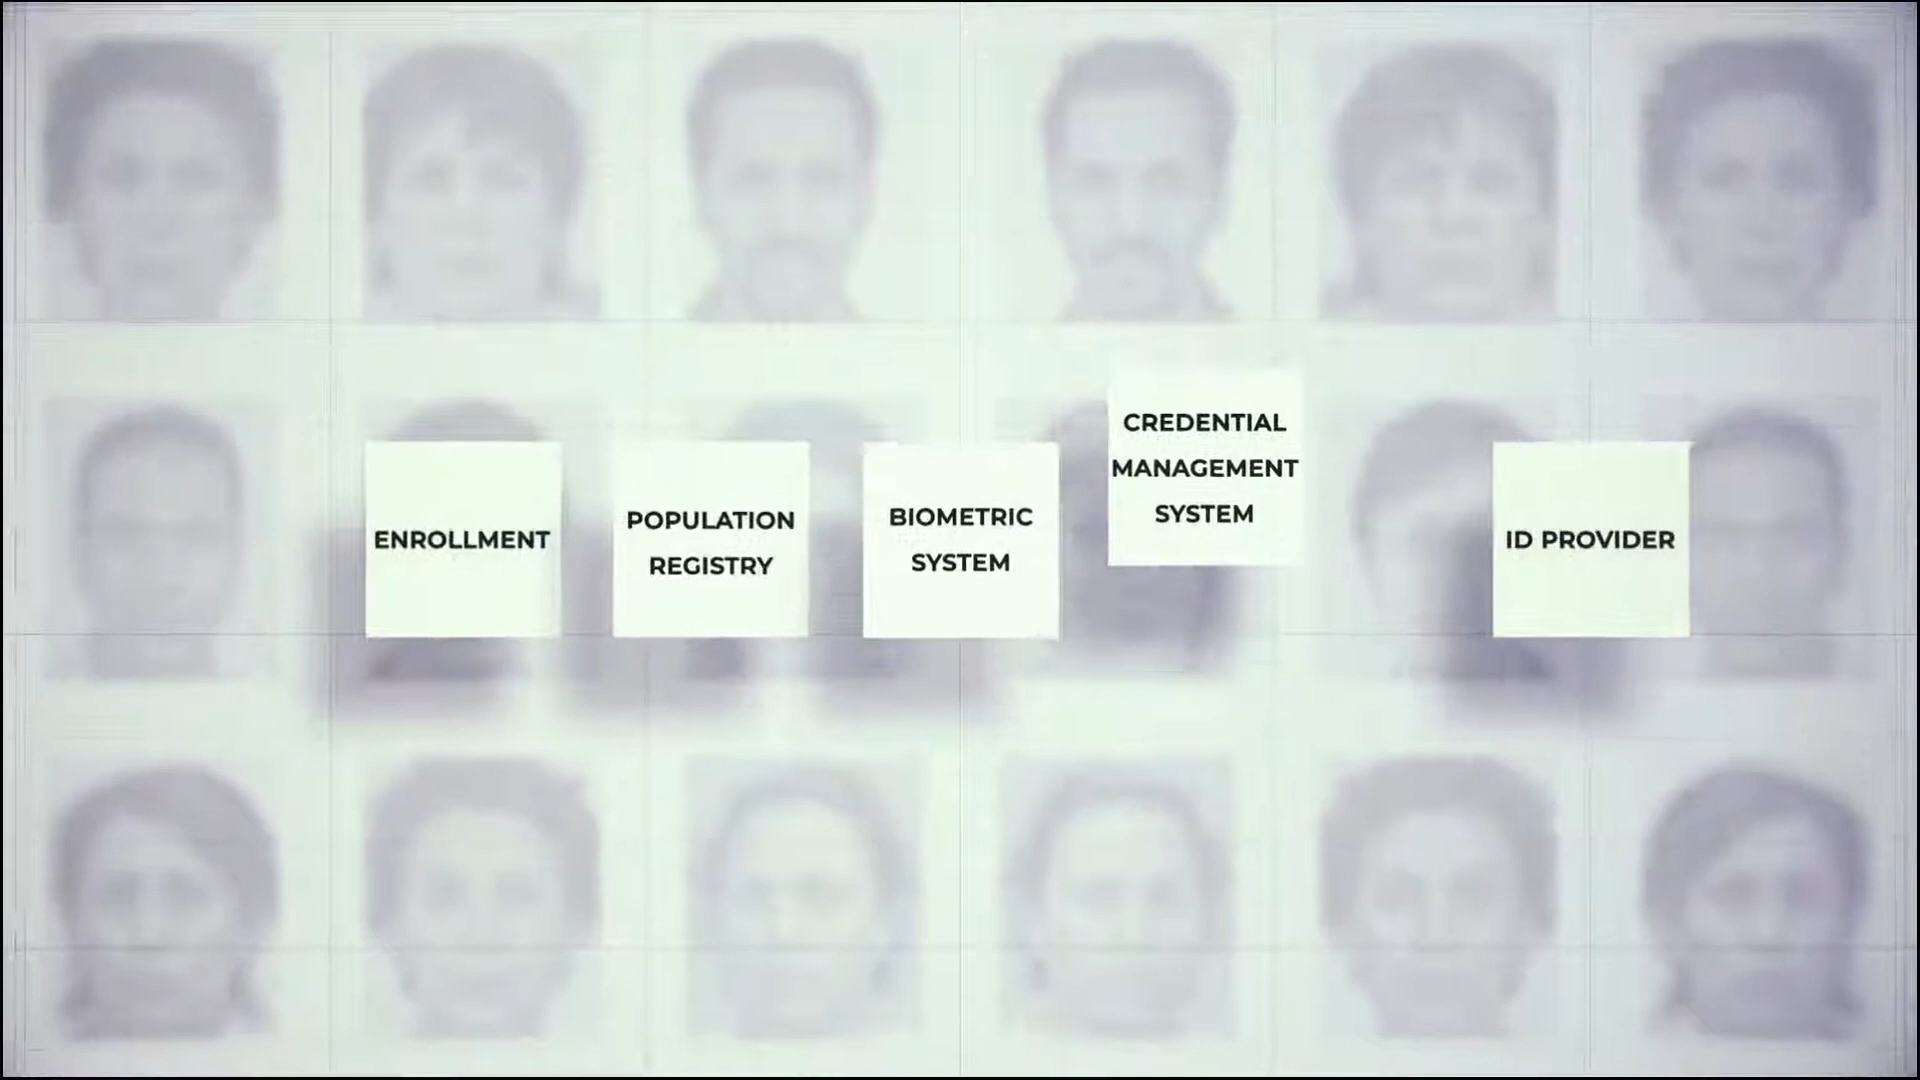 ENROLLMENT
POPULATION
REGISTRY
BIOMETRIC
SYSTEM
CREDENTIAL
MANAGEMENT
SYSTEM
ID PROVIDER